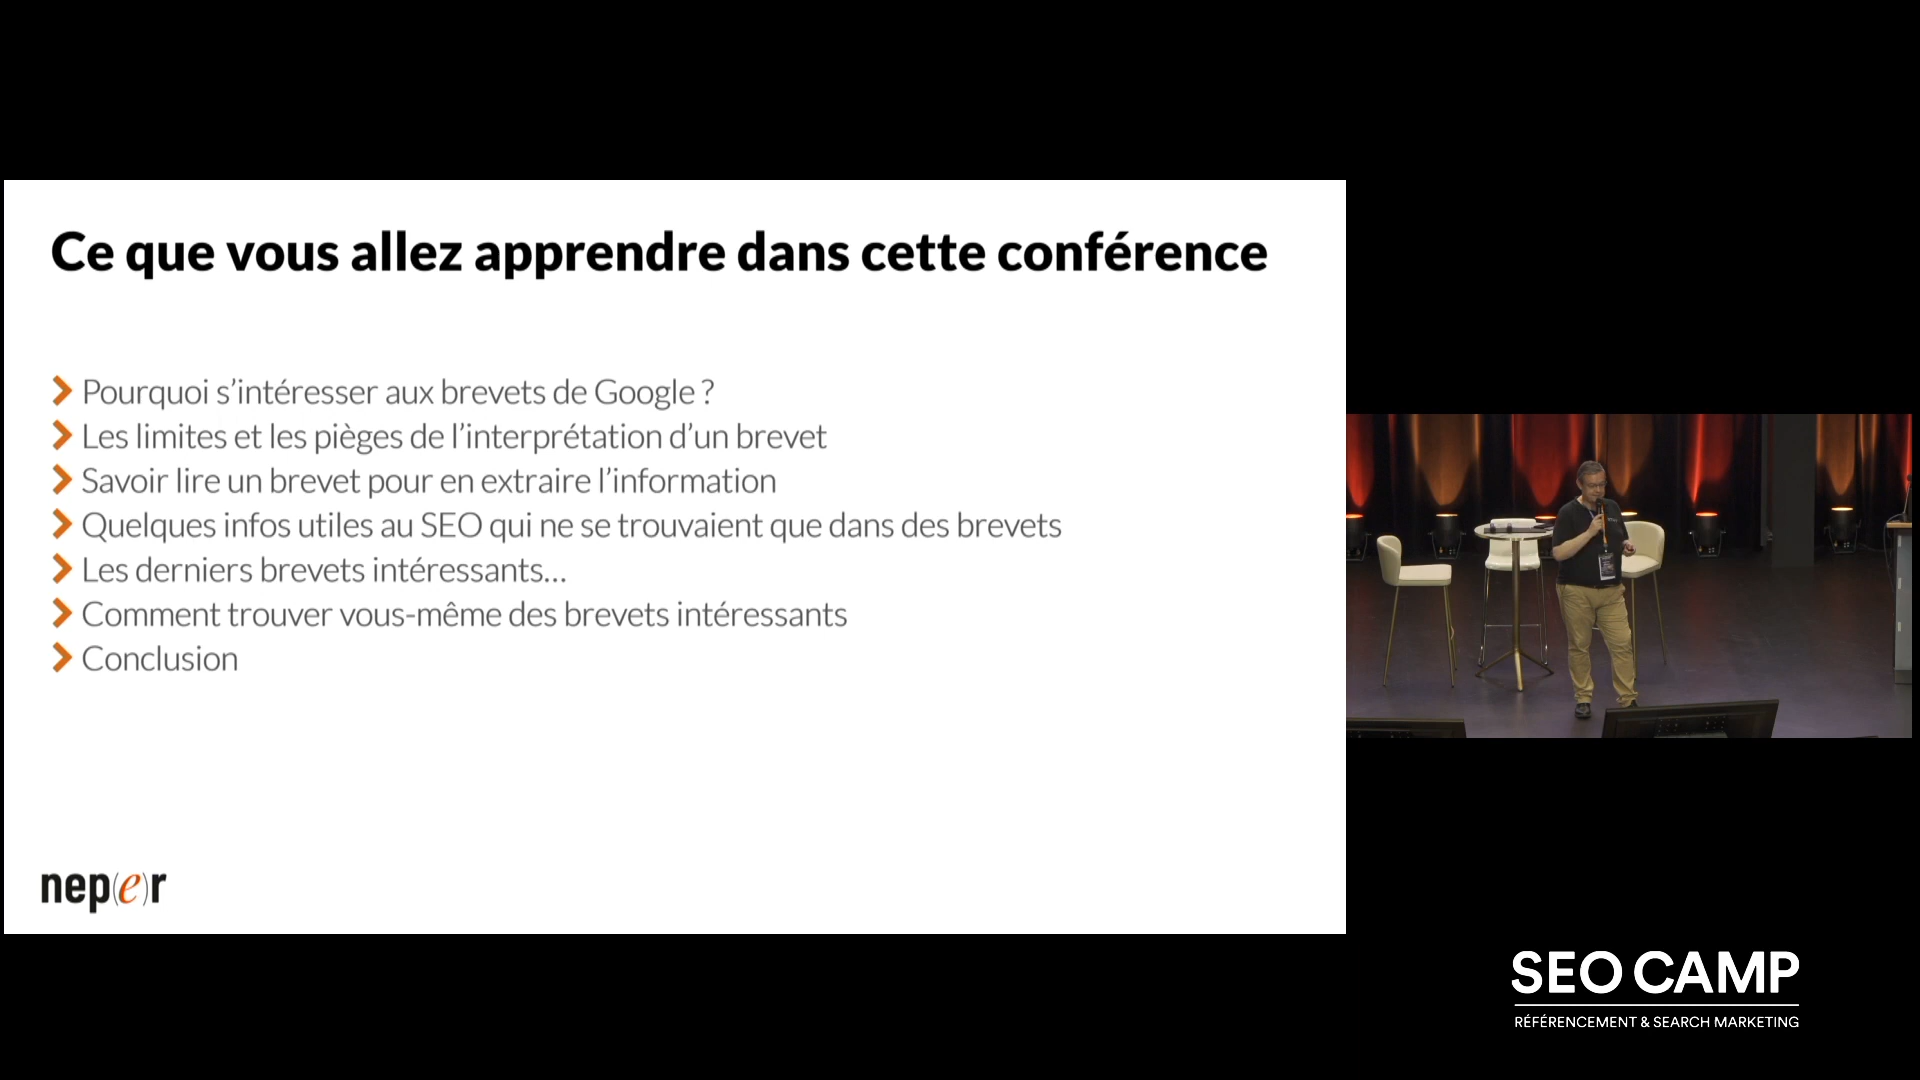 Ce que vous allez apprendre dans cette conférence
Pourquoi s’intéresser aux brevets de Google ?
Les limites et les pièges de l’interprétation d’un brevet
Savoir lire un brevet pour en extraire l’information
Quelques infos utiles au SEO qui ne se trouvaient que dans des brevets
Les derniers brevets intéressants…
Comment trouver vous-même des brevets intéressants
Conclusion
nep(e)r
SEO CAMP
RÉFÉRENCEMENT & SEARCH MARKETING